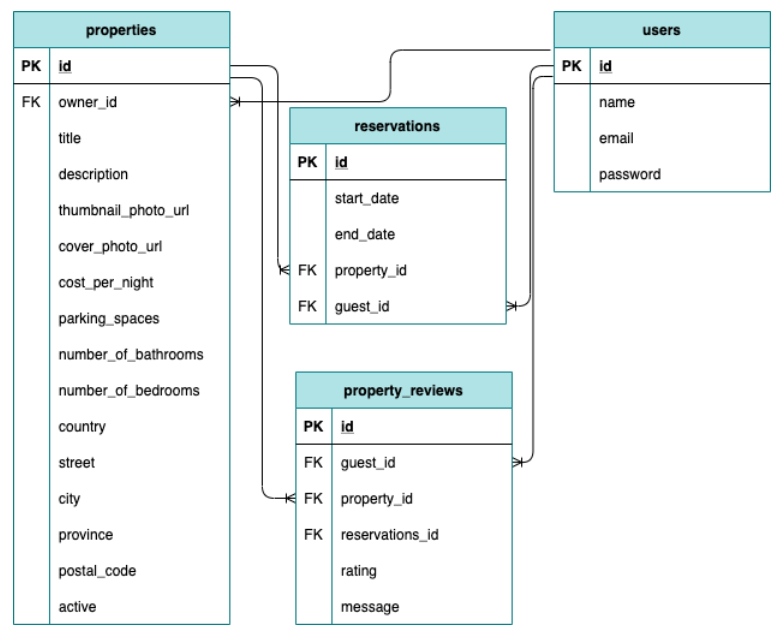 properties
PK id
FK owner_id
title
description
thumbnail_photo_url
cover_photo_url
cost_per_night
parking_spaces
number_of_bathrooms
number_of_bedrooms
country
street
city
province
postal_code
active
reservations
PK id
start_date
end_date
FK property_id
FK guest_id
property_reviews
PK id
FK guest_id
FK property_id
FK reservations_id
rating
message
users
PK id
name
email
password